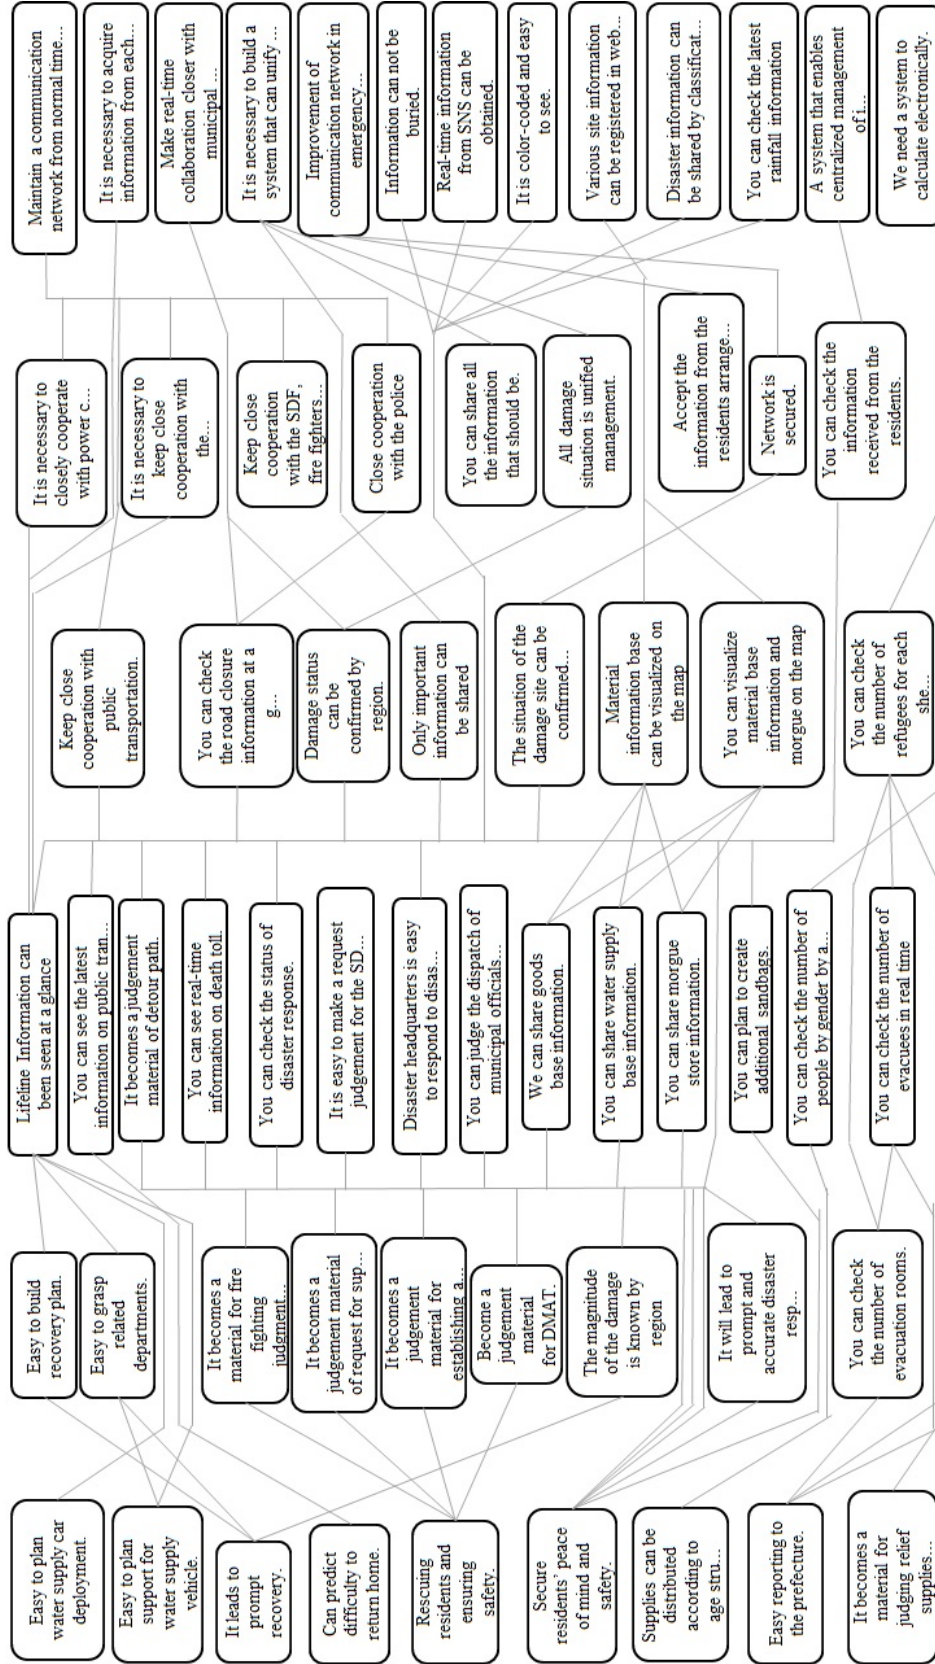 Easy to plan
water supply car
deployment.
Easy to plan
support for
water supply
vehicle.
It leads to
prompt
recovery.
Can predict
difficulty to
return home.
Rescuing
residents and
ensuring
safety.
Secure
residents' peace
of mind and
safety.
Supplies can be
distributed
according to
age stru...
Easy reporting to
the prefecture.
It becomes a
material for
judging relief
supplies...
Easy to build
recovery plan.
Easy to grasp
related
departments.
It becomes a
material for fire
fighting
judgment...
It becomes a
judgement material
of request for sup...
It becomes a
judgement
material for
establishing a...
Become a
judgement
material
for DMAT.
The magnitude
of the damage
is known by
region
It will lead to
prompt and
accurate disaster
resp...
You can check
the number of
evacuation rooms.
Lifeline Information can
been seen at a glance
You can see the latest
information on public tran...
It becomes a judgement
material of detour path.
You can see real-time
information on death toll.
You can check the status of
disaster response.
It is easy to make a request
judgement for the SD...
Disaster headquarters is easy
to respond to disas...
You can judge the dispatch of
municipal officials...
We can share goods
base information.
You can share water supply
base information.
You can share morgue
store information.
You can plan to create
additional sandbags.
You can check the number of
people by gender by a...
You can check the number of
evacuees in real time
Keep close
cooperation with
public
transportation.
You can check
the road closure
information at a
g...
Damage status
can be
confirmed by
region.
Only important
information can
be shared
The situation of the
damage site can be
confirmed...
Material
information base
can be visualized on
the map
You can visualize
material base
information and
morgue on the map
You can check
the number of
refugees for each
she...
It is necessary to
closely cooperate
with power c...
It is necessary to
keep close
cooperation with
the...
Keep close
cooperation
with the SDF,
fire fighters...
Close cooperation
with the police
You can share all
the information
that should be.
All damage
situation is unified
management.
Accept the
information from the
residents arrange...
Network is
secured.
You can check the
information
received from the
residents.
Maintain a communication
network from normal time...
It is necessary to acquire
information from each...
Make real-time
collaboration closer with
municipal ...
It is necessary to build a
system that can unify ...
Improvement of
communication network in
emergency...
Information can not be
buried.
Real-time information
from SNS can be
obtained.
It is color-coded and easy
to see.
Various site information
can be registered in web...
Disaster information can
be shared by classificat...
You can check the latest
rainfall information
A system that enables
centralized management
of i...
We need a system to
calculate electronically.